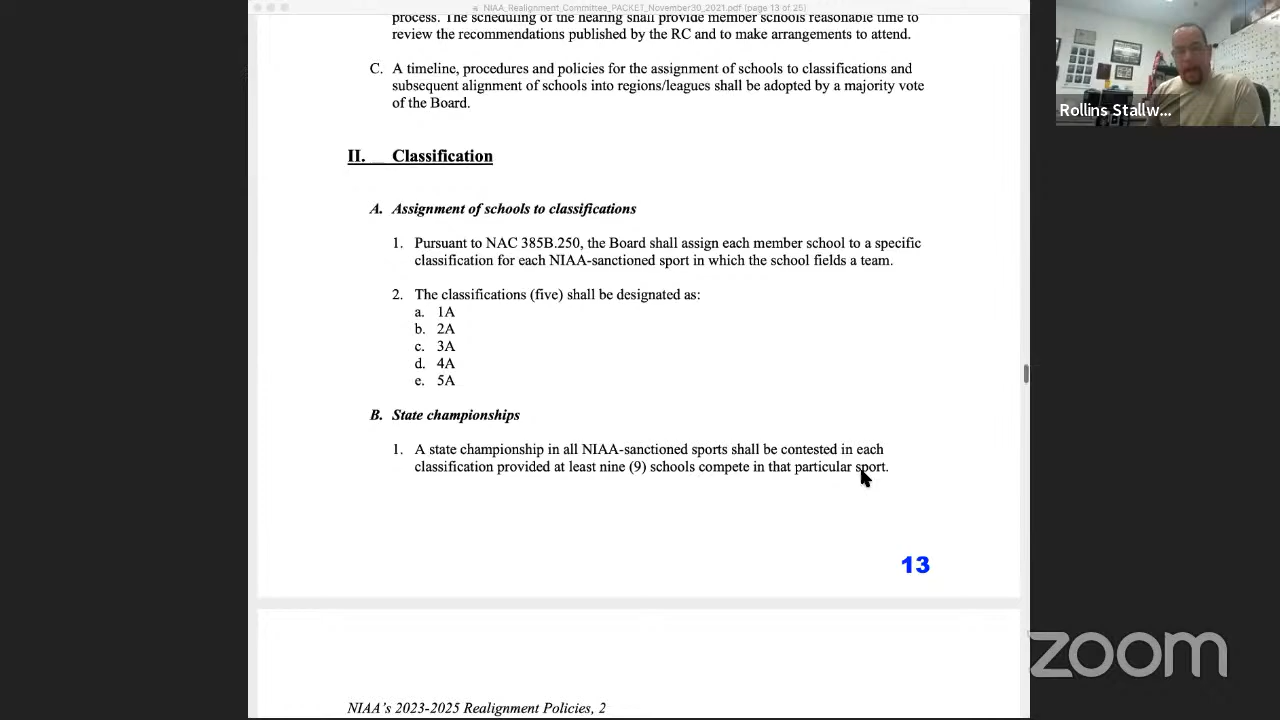 NIAA_Realignment_Committee_PACKET_November30_2021.pdf (page 13 of 25)
process. The scheduling of the hearing shall provide member schools reasonable time to
review the recommendations published by the RC and to make arrangements to attend.
C. A timeline, procedures and policies for the assignment of schools to classifications and
subsequent alignment of schools into regions/leagues shall be adopted by a majority vote
of the Board.
II. Classification
A. Assignment of schools to classifications
1. Pursuant to NAC 385B.250, the Board shall assign each member school to a specific
classification for each NIAA-sanctioned sport in which the school fields a team.
2. The classifications (five) shall be designated as:
a. 1A
b. 2A
c. 3A
d. 4A
e. 5A
B. State championships
1. A state championship in all NIAA-sanctioned sports shall be contested in each
classification provided at least nine (9) schools compete in that particular sport.
13
NIAA's 2023-2025 Realignment Policies, 2
Rollins Stallw...
zoom